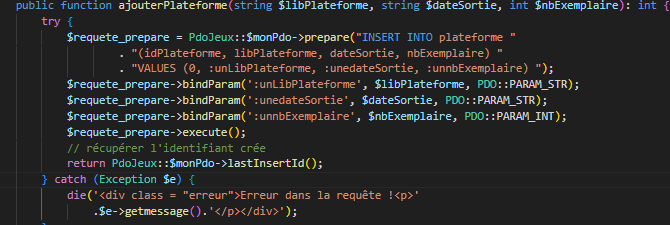 public function ajouterPlateforme(string $libPlateforme, string $dateSortie, int $nbExemplaire): int {
try {
$requete_prepare = PdoJeux::$monPdo->prepare("INSERT INTO plateforme "
. "(idPlateforme, libPlateforme, dateSortie, nbExemplaire) "
. "VALUES (0, :unLibPlateforme, :unedateSortie, :unnbExemplaire) ");
$requete_prepare->bindParam(':unLibPlateforme', $libPlateforme, PDO::PARAM_STR);
$requete_prepare->bindParam(':unedateSortie', $dateSortie, PDO::PARAM_STR);
$requete_prepare->bindParam(':unnbExemplaire', $nbExemplaire, PDO::PARAM_INT);
$requete_prepare->execute();
// récupérer l'identifiant crée
return PdoJeux::$monPdo->lastInsertId();
} catch (Exception $e) {
die('<div class = "erreur">Erreur dans la requête !<p>'
.$e->getmessage().'</p></div>');